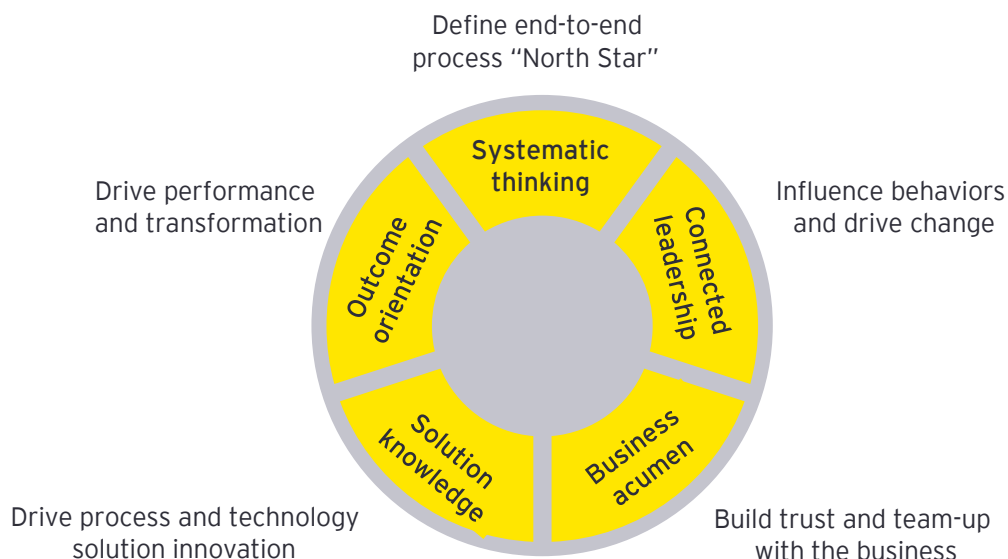 Define end-to-end
process “North Star”
Systematic
thinking
Drive performance
and transformation
Influence behaviors
and drive change
Outcome
orientation
Connected
leadership
Solution
knowledge
Business
acumen
Drive process and technology
solution innovation
Build trust and team-up
with the business